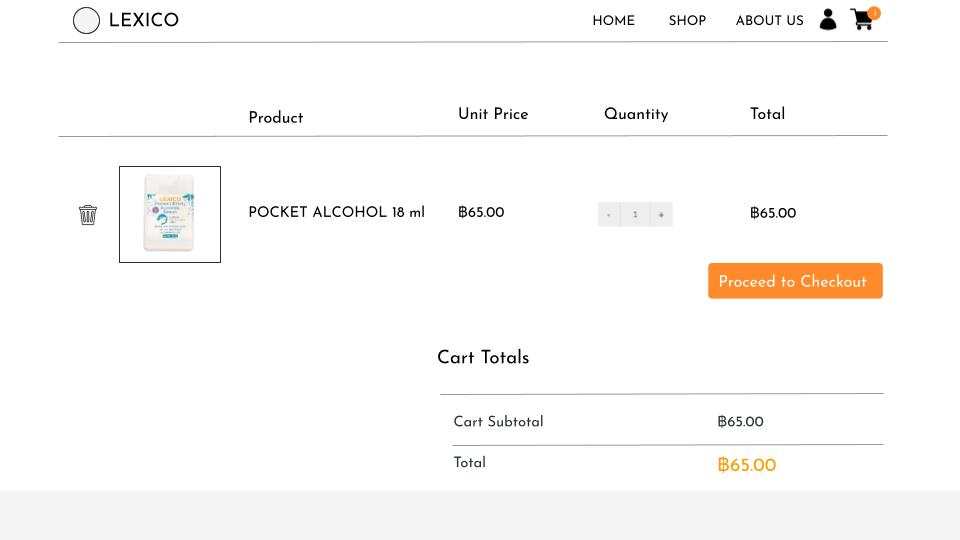 LEXICO
HOME SHOP ABOUT US 1
Product Unit Price Quantity Total
LEXICO
POCKET ALCOHOL 18 ml ฿65.00 - 1 + ฿65.00
Proceed to Checkout
Cart Totals
Cart Subtotal ฿65.00
Total ฿65.00